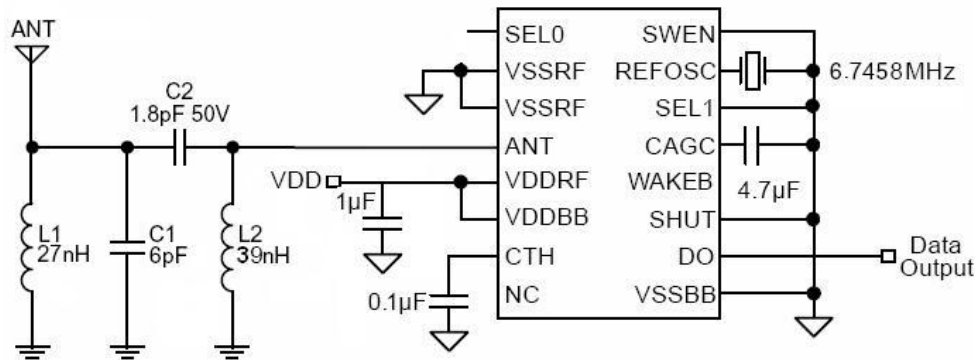 ANT
C2
1.8pF 50V
L1
27nH
C1
6pF
L2
39nH
VDD
1µF
0.1µF
SEL0
VSSRF
VSSRF
ANT
VDDRF
VDDBB
CTH
NC
SWEN
REFOSC
SEL1
CAGC
WAKEB
SHUT
DO
VSSBB
6.7458MHz
4.7µF
Data
Output